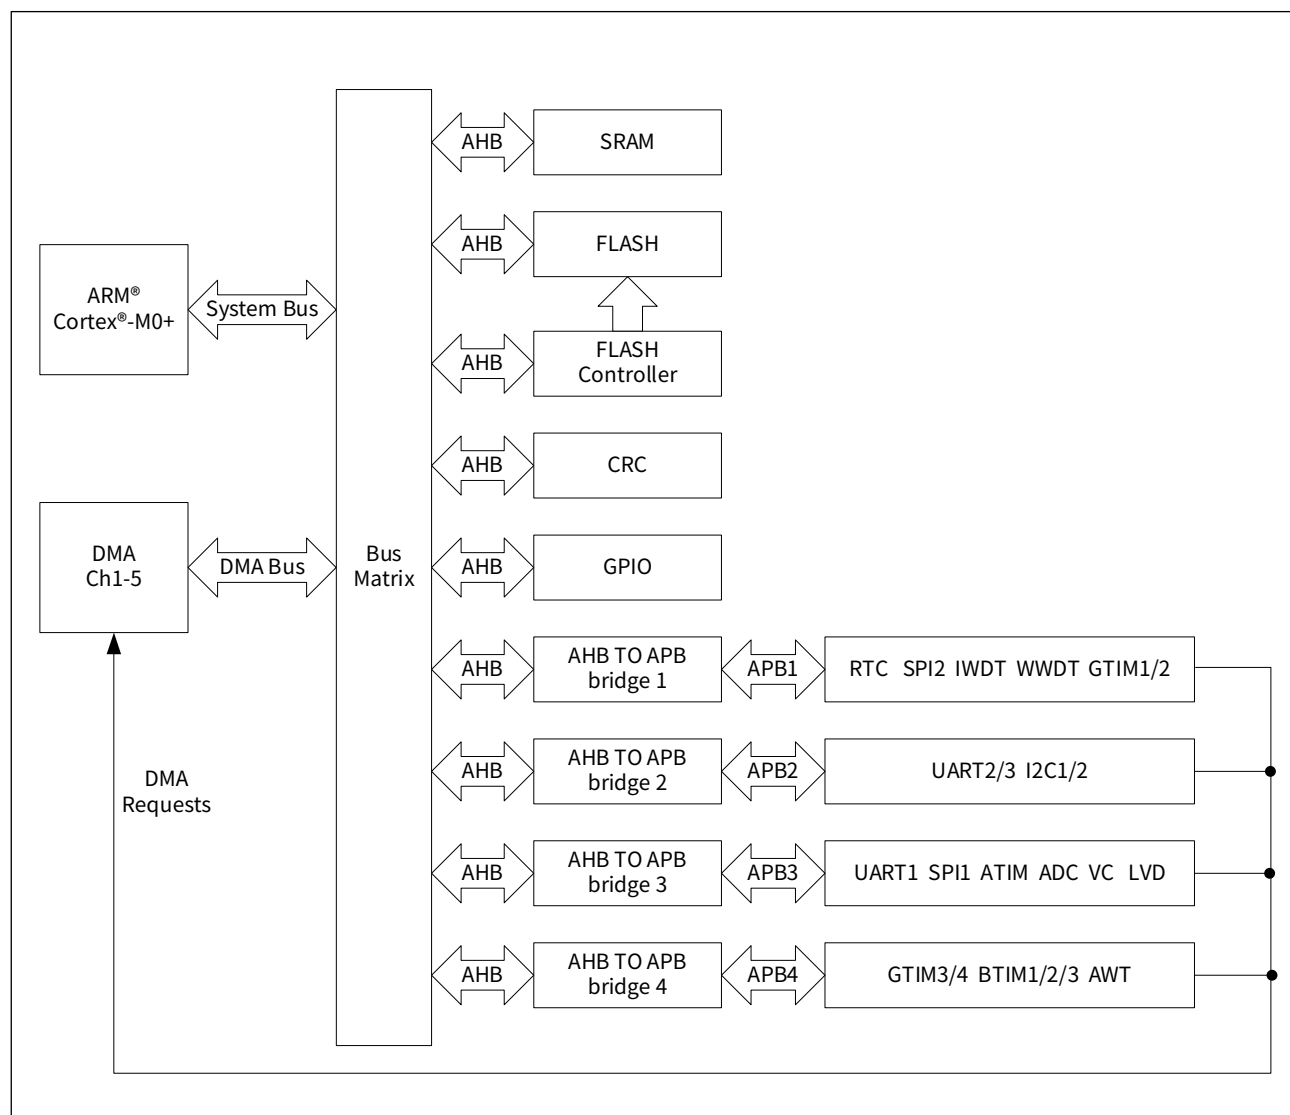 AHB
SRAM
AHB
FLASH
ARM®
Cortex®-M0+
System Bus
AHB
FLASH
Controller
AHB
CRC
DMA
Ch1-5
DMA Bus
Bus
Matrix
AHB
GPIO
AHB
AHB TO APB
bridge 1
APB1
RTC SPI2 IWDT WWDT GTIM1/2
DMA
Requests
AHB
AHB TO APB
bridge 2
APB2
UART2/3 I2C1/2
AHB
AHB TO APB
bridge 3
APB3
UART1 SPI1 ATIM ADC VC LVD
AHB
AHB TO APB
bridge 4
APB4
GTIM3/4 BTIM1/2/3 AWT